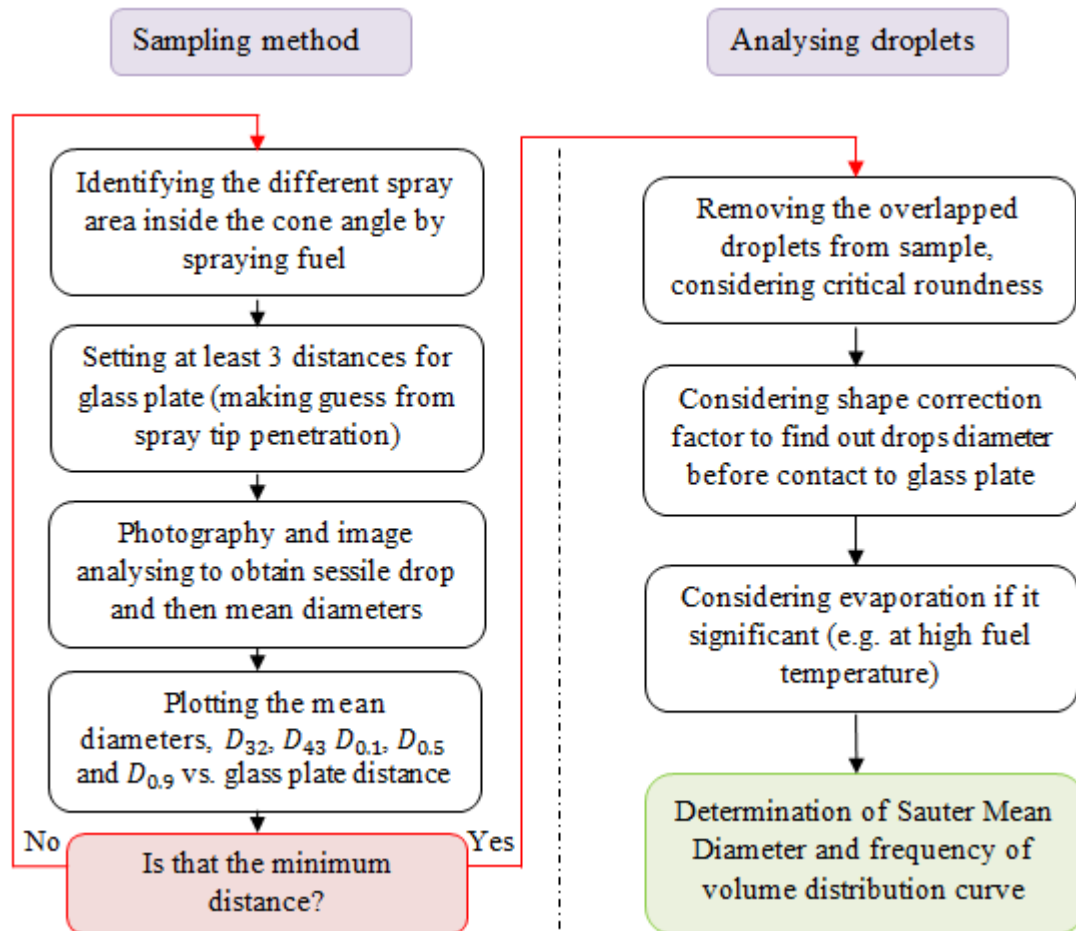 Sampling method
Identifying the different spray
area inside the cone angle by
spraying fuel
Setting at least 3 distances for
glass plate (making guess from
spray tip penetration)
Photography and image
analysing to obtain sessile drop
and then mean diameters
Plotting the mean
diameters, D₃₂, D₄₃ D₀.₁, D₀.₅
and D₀.₉ vs. glass plate distance
No
Yes
Is that the minimum
distance?
Analysing droplets
Removing the overlapped
droplets from sample,
considering critical roundness
Considering shape correction
factor to find out drops diameter
before contact to glass plate
Considering evaporation if it
significant (e.g. at high fuel
temperature)
Determination of Sauter Mean
Diameter and frequency of
volume distribution curve